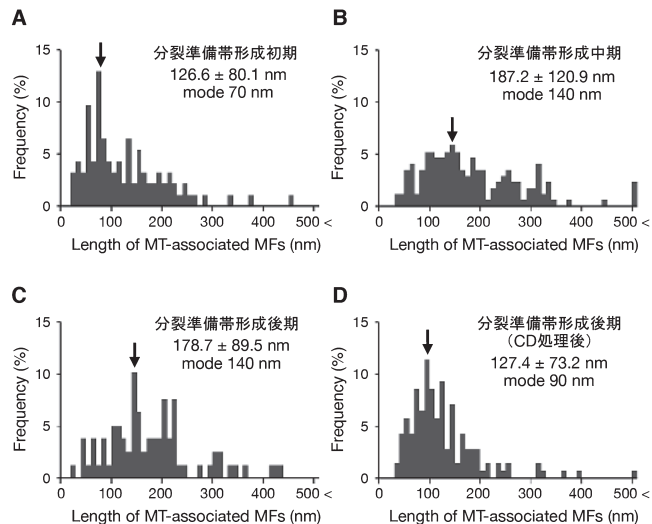 A
分裂準備帯形成初期
126.6 ± 80.1 nm
mode 70 nm
Frequency (%)
15
10
5
0
0 100 200 300 400 500 <
Length of MT-associated MFs (nm)
B
分裂準備帯形成中期
187.2 ± 120.9 nm
mode 140 nm
Frequency (%)
15
10
5
0
0 100 200 300 400 500 <
Length of MT-associated MFs (nm)
C
分裂準備帯形成後期
178.7 ± 89.5 nm
mode 140 nm
Frequency (%)
15
10
5
0
0 100 200 300 400 500 <
Length of MT-associated MFs (nm)
D
分裂準備帯形成後期
（CD処理後）
127.4 ± 73.2 nm
mode 90 nm
Frequency (%)
15
10
5
0
0 100 200 300 400 500 <
Length of MT-associated MFs (nm)